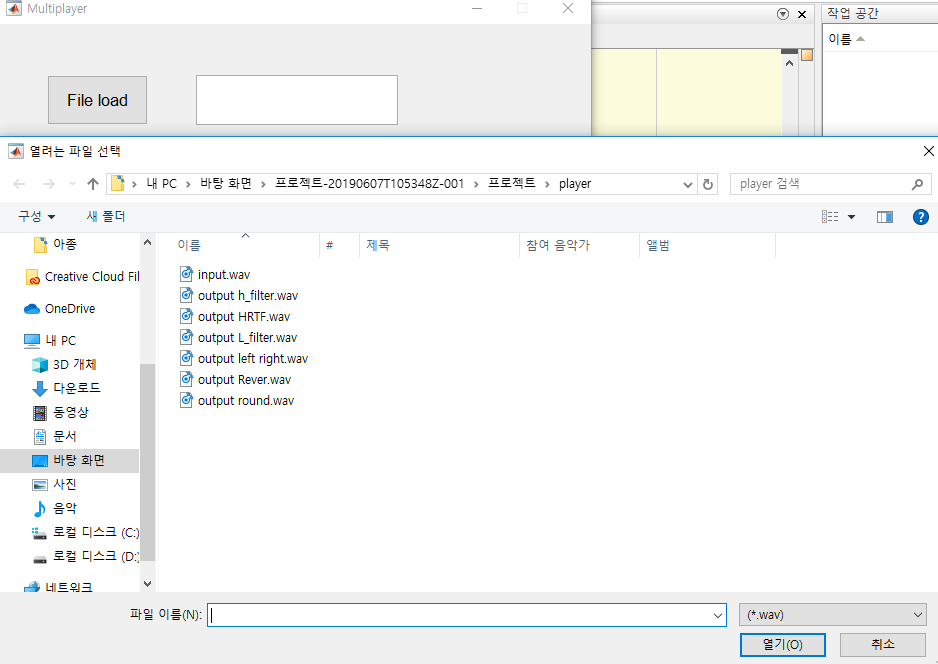 Multiplayer
작업 공간
이름
File load
열려는 파일 선택
내 PC › 바탕 화면 › 프로젝트-20190607T105348Z-001 › 프로젝트 › player
player 검색
구성
새 폴더
이름
#
제목
참여 음악가
앨범
아종
Creative Cloud Fil
OneDrive
내 PC
3D 개체
다운로드
동영상
문서
바탕 화면
사진
음악
로컬 디스크 (C:)
로컬 디스크 (D:)
네트워크
input.wav
output h_filter.wav
output HRTF.wav
output L_filter.wav
output left right.wav
output Rever.wav
output round.wav
파일 이름(N):
(*.wav)
열기(O)
취소